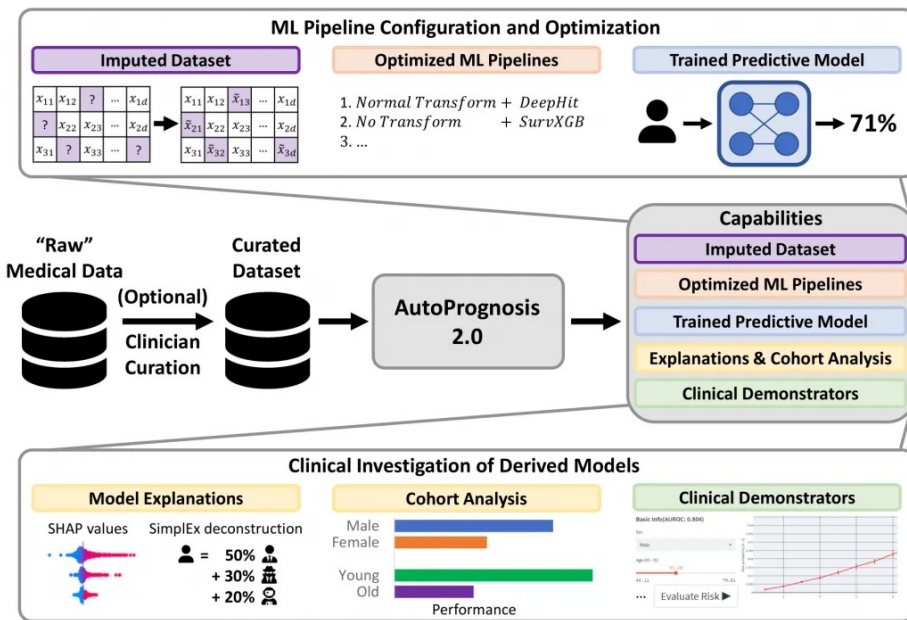 ML Pipeline Configuration and Optimization
Imputed Dataset
Optimized ML Pipelines
Trained Predictive Model
x11 x12 ? ... x1d
? x22 x23 ... x2d
x31 ? x33 ... ?
x11 x12 x̃13 ... x1d
x̃21 x22 x23 ... x2d
x31 x̃32 x33 ... x̃3d
1. Normal Transform + DeepHit
2. No Transform + SurvXGB
3. ...
71%
"Raw"
Medical Data
(Optional)
Clinician
Curation
Curated
Dataset
AutoPrognosis
2.0
Capabilities
Imputed Dataset
Optimized ML Pipelines
Trained Predictive Model
Explanations & Cohort Analysis
Clinical Demonstrators
Clinical Investigation of Derived Models
Model Explanations
Cohort Analysis
Clinical Demonstrators
SHAP values
SimplEx deconstruction
= 50%
+ 30%
+ 20%
Male
Female
Young
Old
Performance
Basic Info(AUROC: 0.804)
Male
...
Evaluate Risk ▶